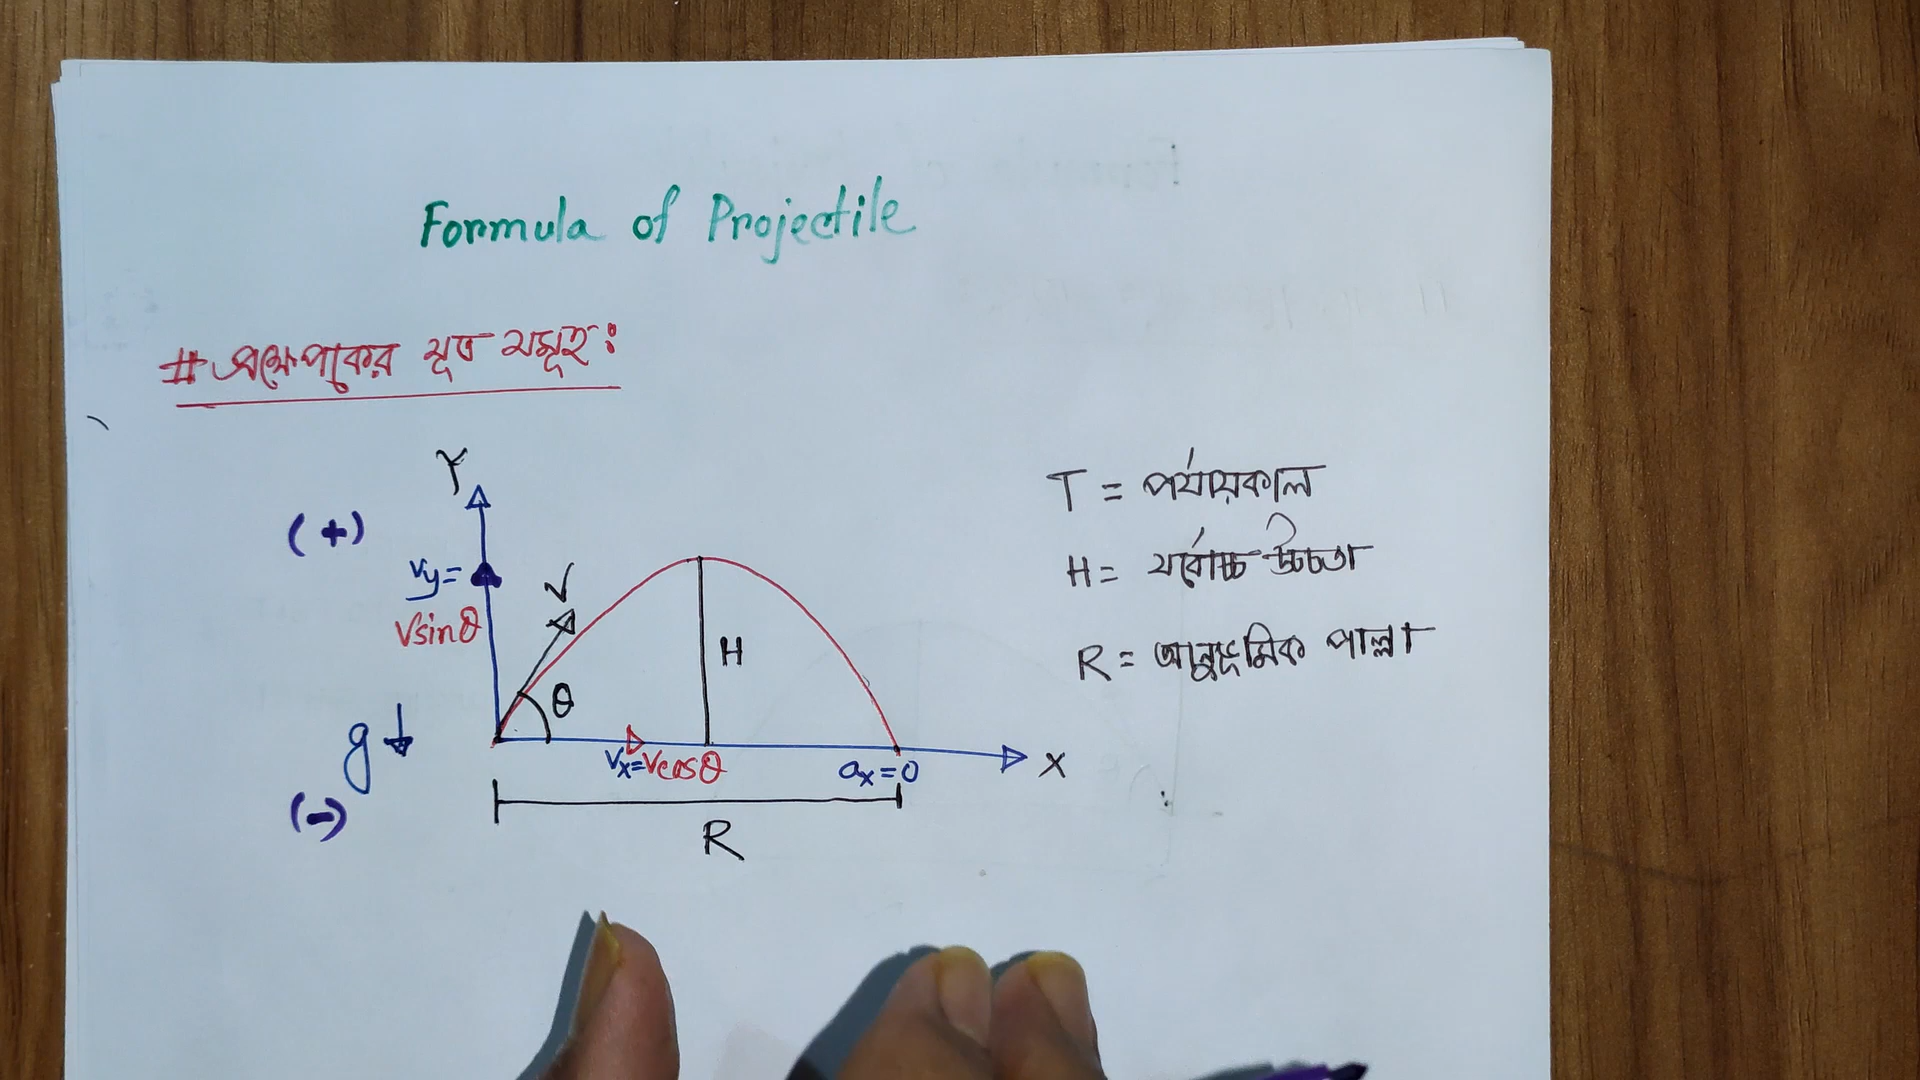 Formula of Projectile
# প্রক্ষেপকের সূত্র সমূহ:
Y
(+)
vy=
vsinθ
v
H
θ
g↓
(-)
vx=vcosθ
ax=0
X
R
T = পর্যায়কাল
H = সর্বোচ্চ উচ্চতা
R = আনুভূমিক পাল্লা